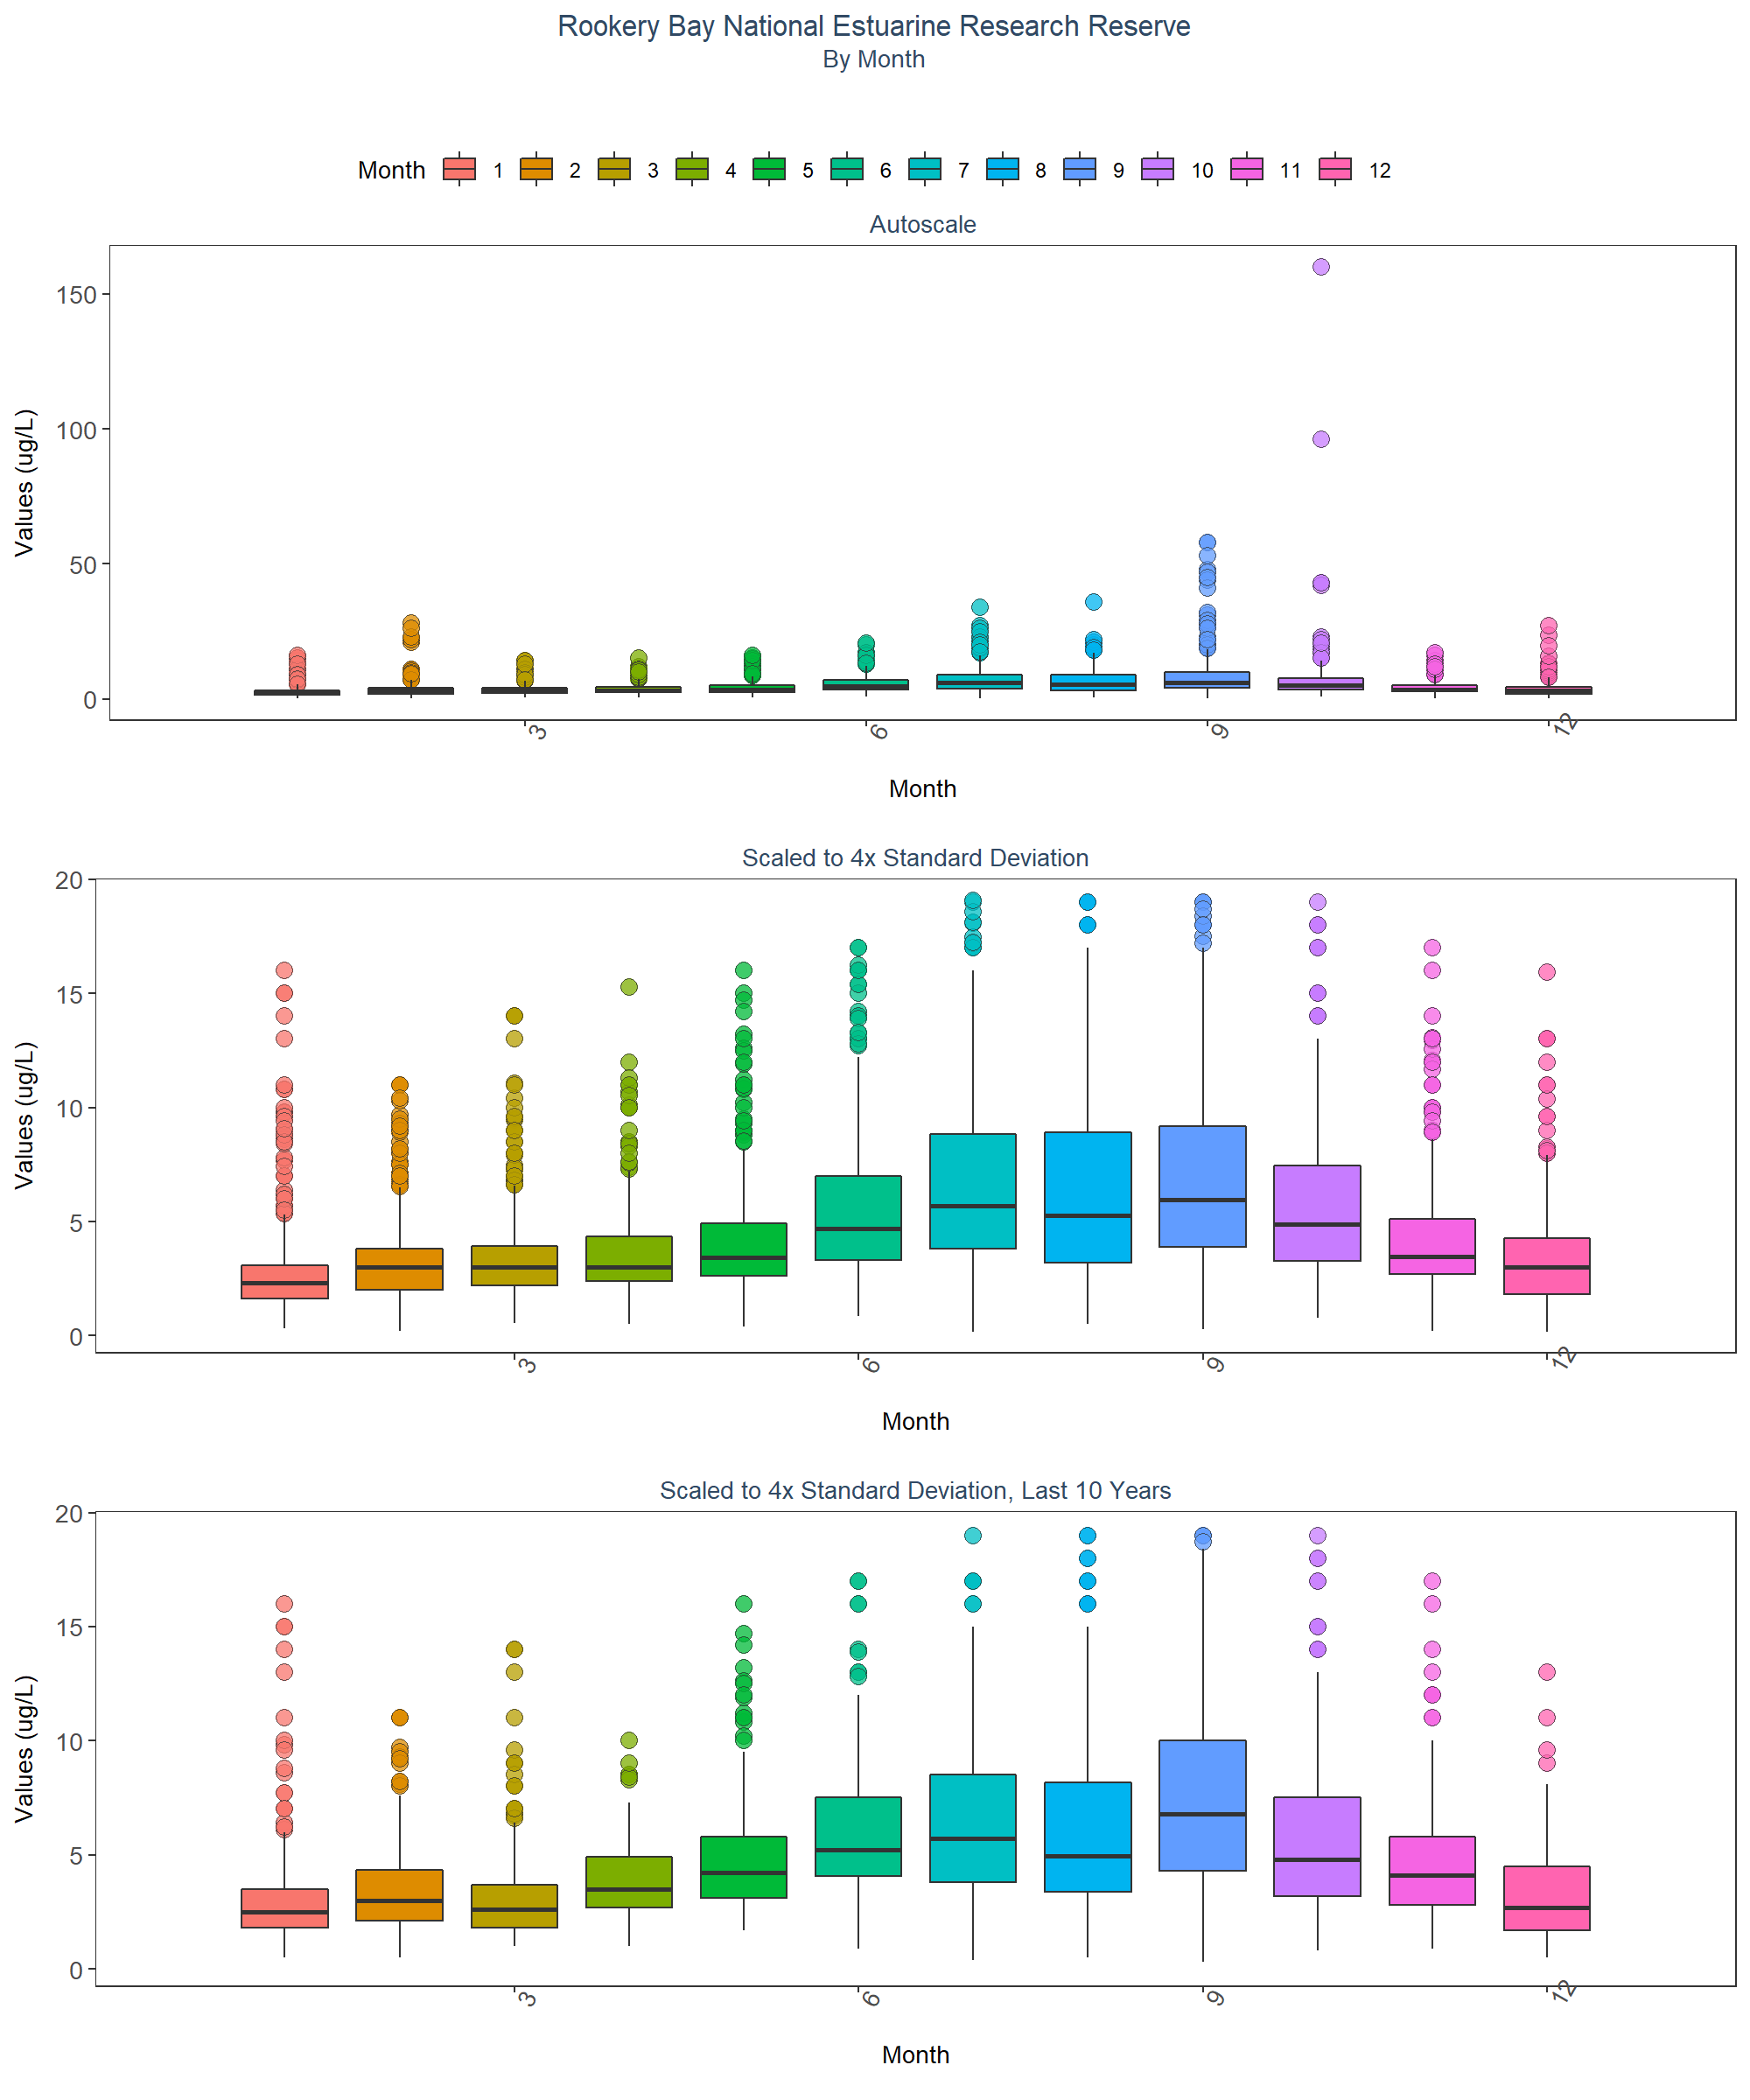 Rookery Bay National Estuarine Research Reserve
By Month
Month 1 2 3 4 5 6 7 8 9 10 11 12
Autoscale
Values (ug/L)
150
100
50
0
3 6 9 12
Month
Scaled to 4x Standard Deviation
Values (ug/L)
20
15
10
5
0
3 6 9 12
Month
Scaled to 4x Standard Deviation, Last 10 Years
Values (ug/L)
20
15
10
5
0
3 6 9 12
Month